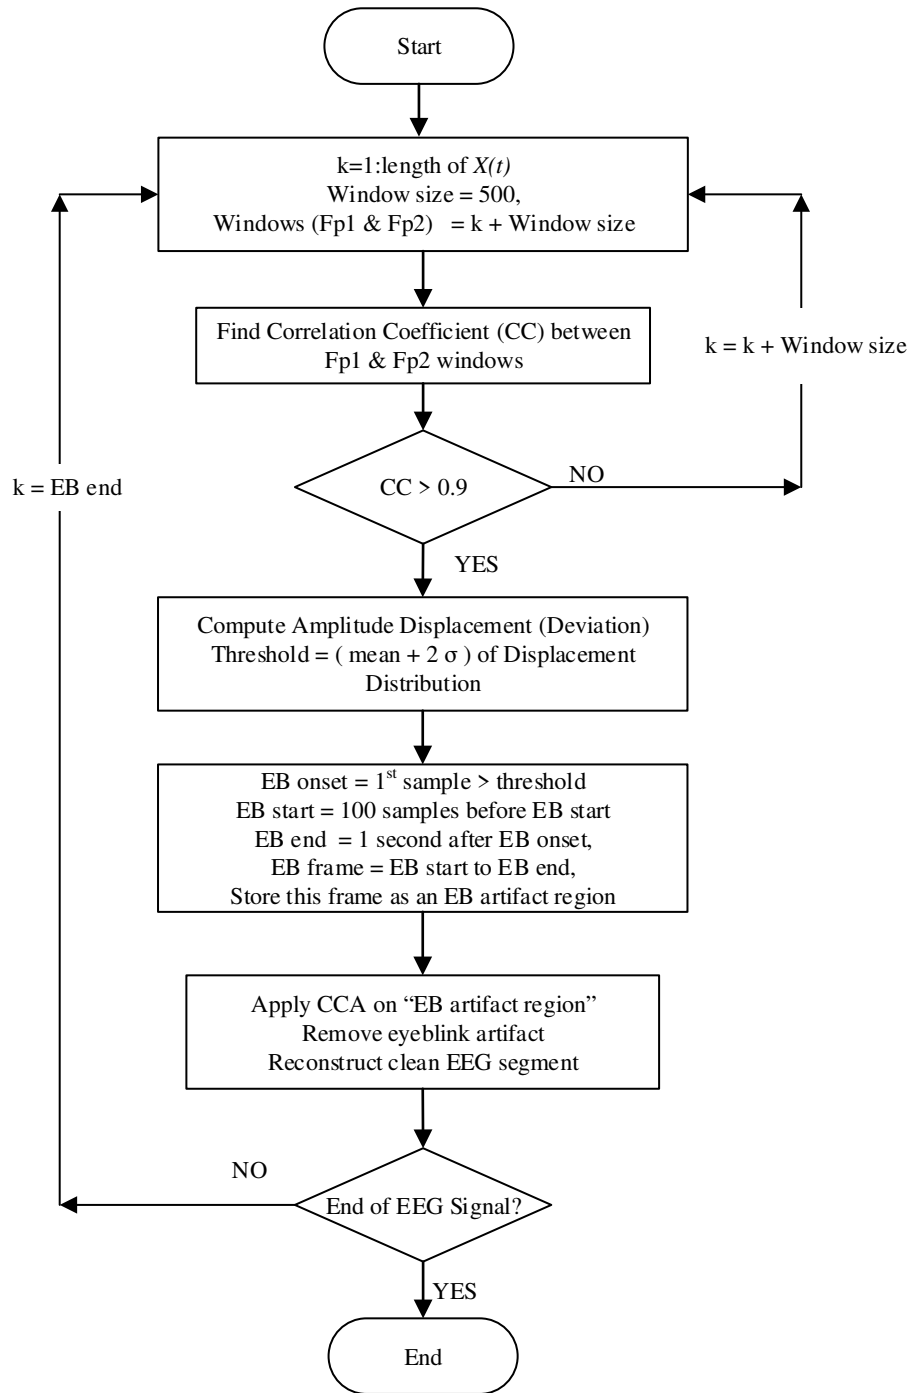 Start
k=1:length of X(t)
Window size = 500,
Windows (Fp1 & Fp2)   = k + Window size
Find Correlation Coefficient (CC) between
Fp1 & Fp2 windows
k = k + Window size
CC > 0.9
NO
k = EB end
YES
Compute Amplitude Displacement (Deviation)
Threshold = ( mean + 2 σ ) of Displacement
Distribution
EB onset = 1st sample > threshold
EB start = 100 samples before EB start
EB end  = 1 second after EB onset,
EB frame = EB start to EB end,
Store this frame as an EB artifact region
Apply CCA on “EB artifact region”
Remove eyeblink artifact
Reconstruct clean EEG segment
NO
End of EEG Signal?
YES
End